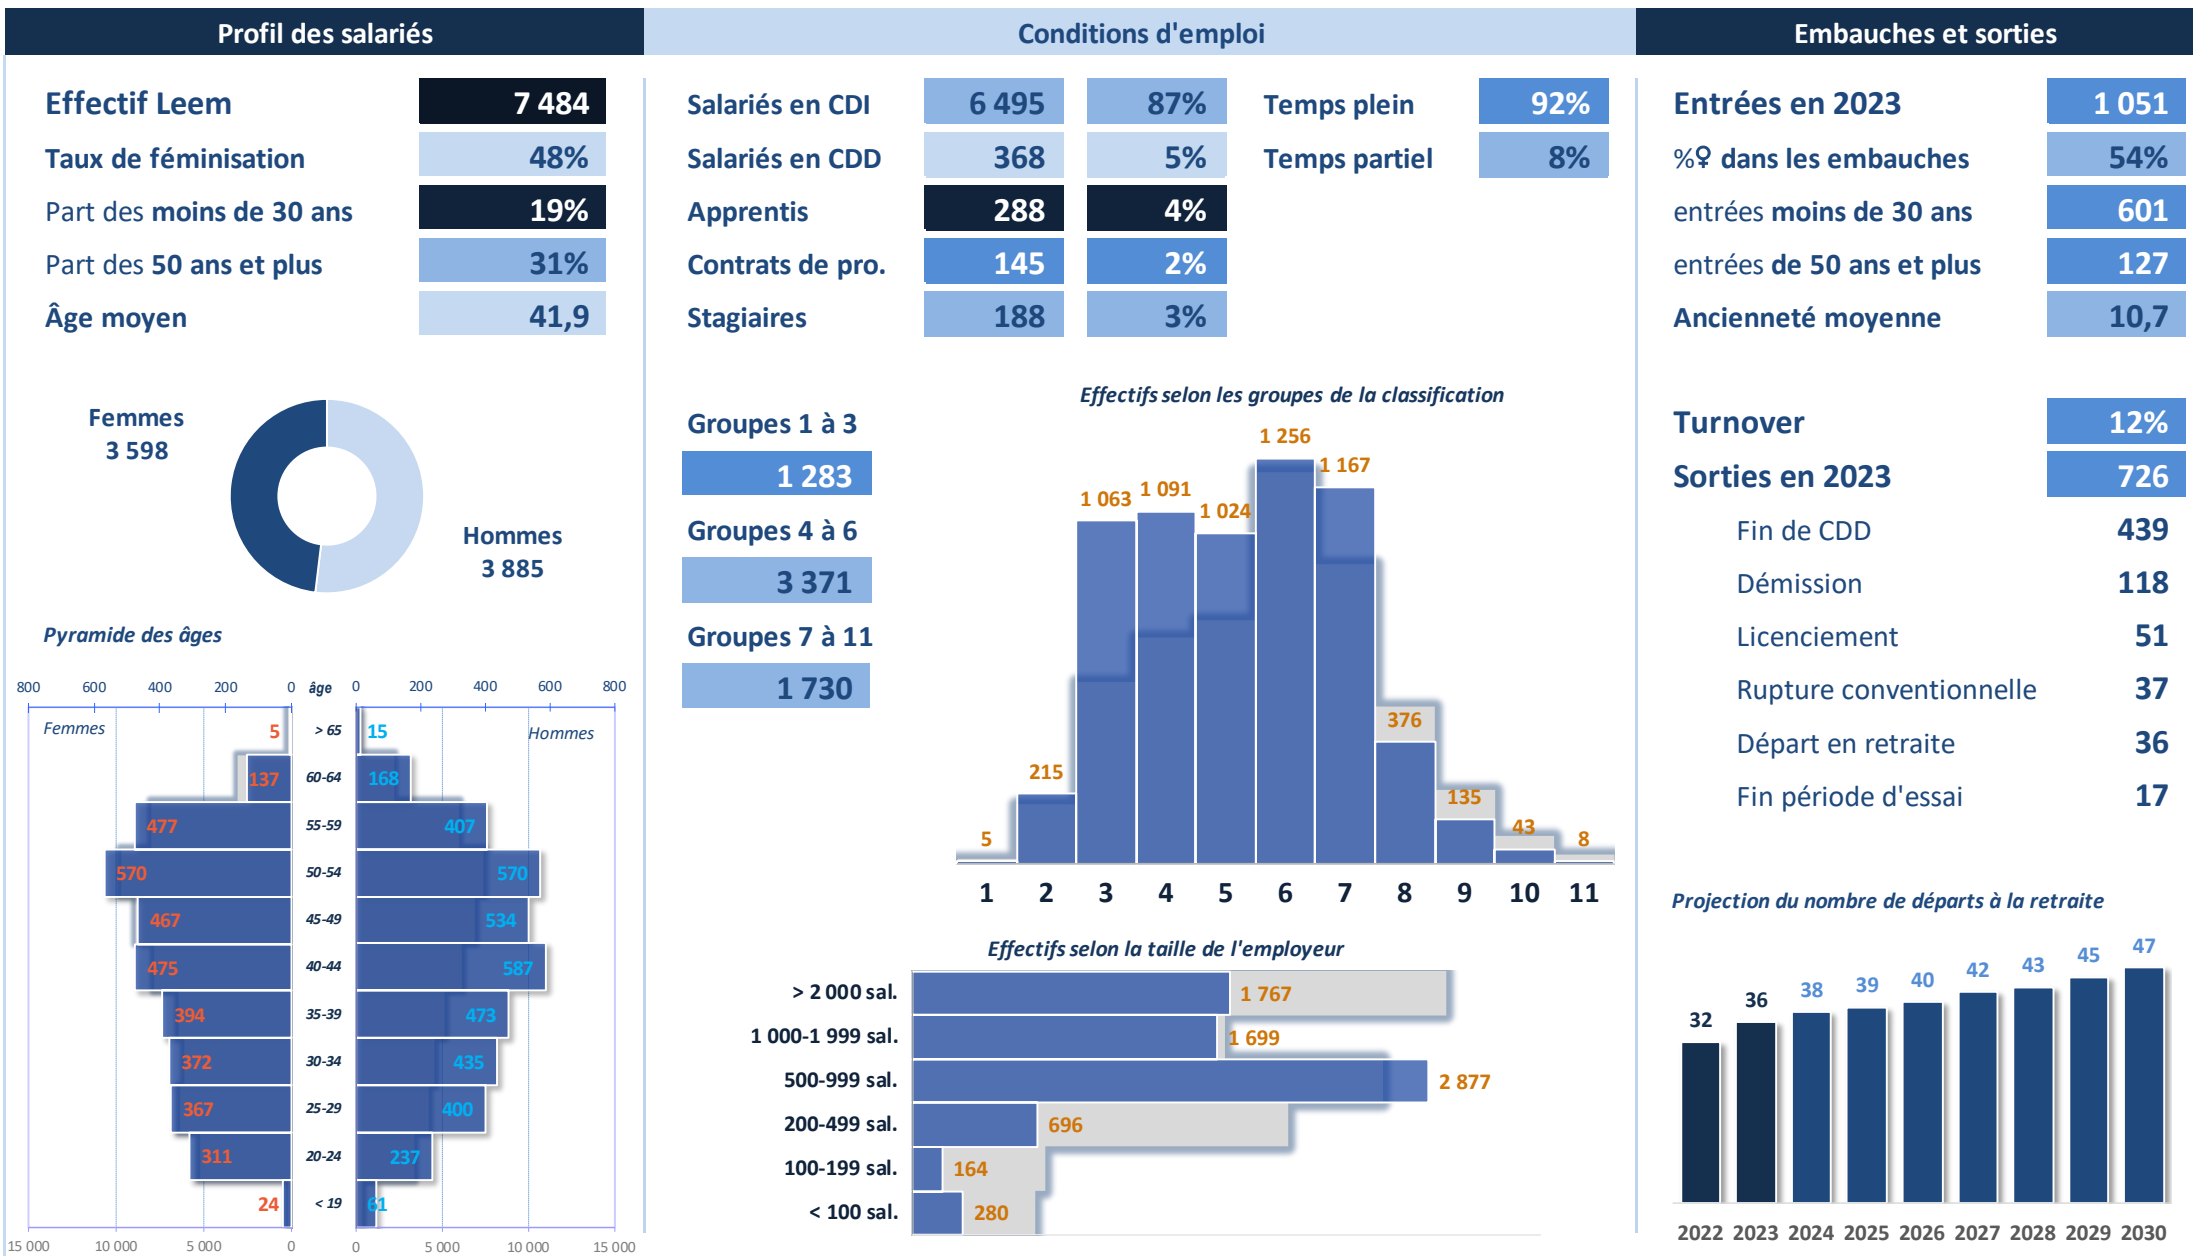 Profil des salariés
Effectif Leem 7 484
Taux de féminisation 48%
Part des moins de 30 ans 19%
Part des 50 ans et plus 31%
Âge moyen 41,9
Femmes
3 598
Hommes
3 885
Pyramide des âges
800 600 400 200 0 âge 0 200 400 600 800
Femmes Hommes
5 > 65 15
137 60-64 168
477 55-59 407
570 50-54 570
467 45-49 534
475 40-44 587
394 35-39 473
372 30-34 435
367 25-29 400
311 20-24 237
24 < 19 61
15 000 10 000 5 000 0 0 5 000 10 000 15 000
Conditions d'emploi
Salariés en CDI 6 495 87% Temps plein 92%
Salariés en CDD 368 5% Temps partiel 8%
Apprentis 288 4%
Contrats de pro. 145 2%
Stagiaires 188 3%
Groupes 1 à 3
1 283
Groupes 4 à 6
3 371
Groupes 7 à 11
1 730
Effectifs selon les groupes de la classification
5 215 1 063 1 091 1 024 1 256 1 167 376 135 43 8
1 2 3 4 5 6 7 8 9 10 11
Effectifs selon la taille de l'employeur
> 2 000 sal. 1 767
1 000-1 999 sal. 1 699
500-999 sal. 2 877
200-499 sal. 696
100-199 sal. 164
< 100 sal. 280
Embauches et sorties
Entrées en 2023 1 051
%♀ dans les embauches 54%
entrées moins de 30 ans 601
entrées de 50 ans et plus 127
Ancienneté moyenne 10,7
Turnover 12%
Sorties en 2023 726
Fin de CDD 439
Démission 118
Licenciement 51
Rupture conventionnelle 37
Départ en retraite 36
Fin période d'essai 17
Projection du nombre de départs à la retraite
32 36 38 39 40 42 43 45 47
2022 2023 2024 2025 2026 2027 2028 2029 2030